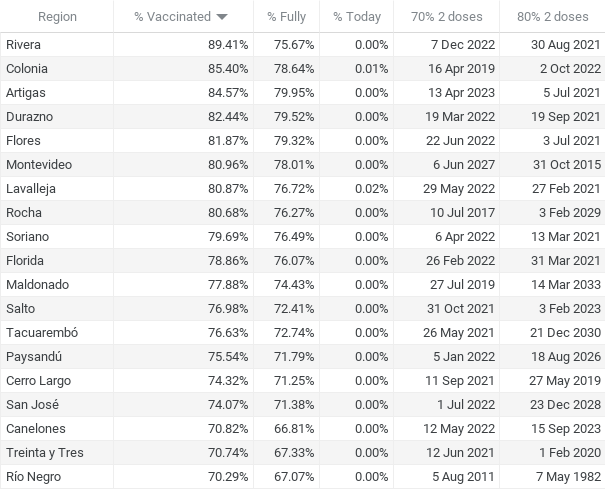 Region % Vaccinated % Fully % Today 70% 2 doses 80% 2 doses
Rivera 89.41% 75.67% 0.00% 7 Dec 2022 30 Aug 2021
Colonia 85.40% 78.64% 0.01% 16 Apr 2019 2 Oct 2022
Artigas 84.57% 79.95% 0.00% 13 Apr 2023 5 Jul 2021
Durazno 82.44% 79.52% 0.00% 19 Mar 2022 19 Sep 2021
Flores 81.87% 79.32% 0.00% 22 Jun 2022 3 Jul 2021
Montevideo 80.96% 78.01% 0.00% 6 Jun 2027 31 Oct 2015
Lavalleja 80.87% 76.72% 0.02% 29 May 2022 27 Feb 2021
Rocha 80.68% 76.27% 0.00% 10 Jul 2017 3 Feb 2029
Soriano 79.69% 76.49% 0.00% 6 Apr 2022 13 Mar 2021
Florida 78.86% 76.07% 0.00% 26 Feb 2022 31 Mar 2021
Maldonado 77.88% 74.43% 0.00% 27 Jul 2019 14 Mar 2033
Salto 76.98% 72.41% 0.00% 31 Oct 2021 3 Feb 2023
Tacuarembó 76.63% 72.74% 0.00% 26 May 2021 21 Dec 2030
Paysandú 75.54% 71.79% 0.00% 5 Jan 2022 18 Aug 2026
Cerro Largo 74.32% 71.25% 0.00% 11 Sep 2021 27 May 2019
San José 74.07% 71.38% 0.00% 1 Jul 2022 23 Dec 2028
Canelones 70.82% 66.81% 0.00% 12 May 2022 15 Sep 2023
Treinta y Tres 70.74% 67.33% 0.00% 12 Jun 2021 1 Feb 2020
Río Negro 70.29% 67.07% 0.00% 5 Aug 2011 7 May 1982